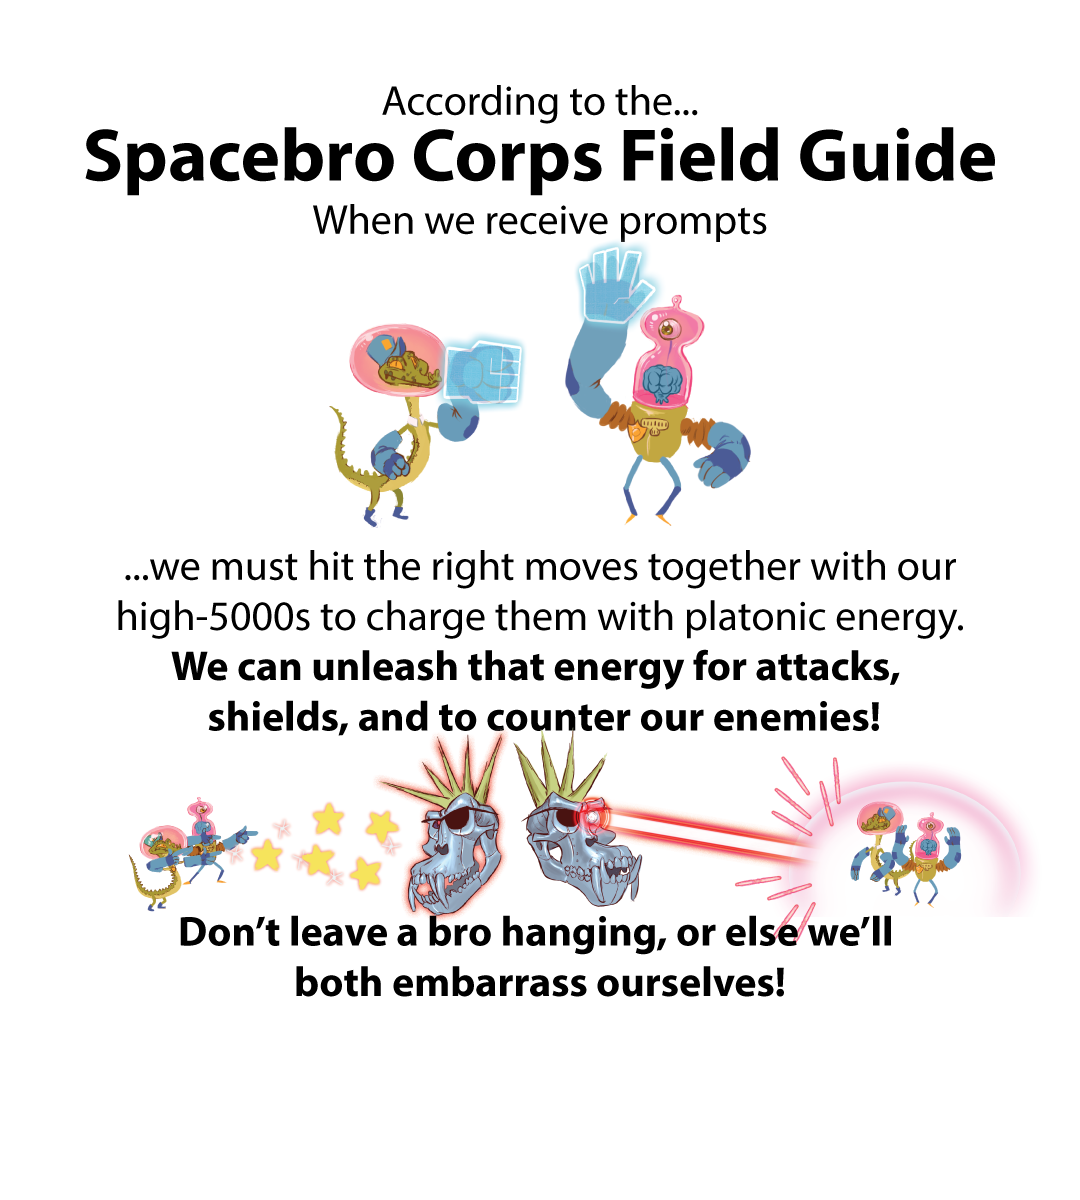 According to the...
Spacebro Corps Field Guide
When we receive prompts
...we must hit the right moves together with our
high-5000s to charge them with platonic energy.
We can unleash that energy for attacks,
shields, and to counter our enemies!
Don’t leave a bro hanging, or else we’ll
both embarrass ourselves!